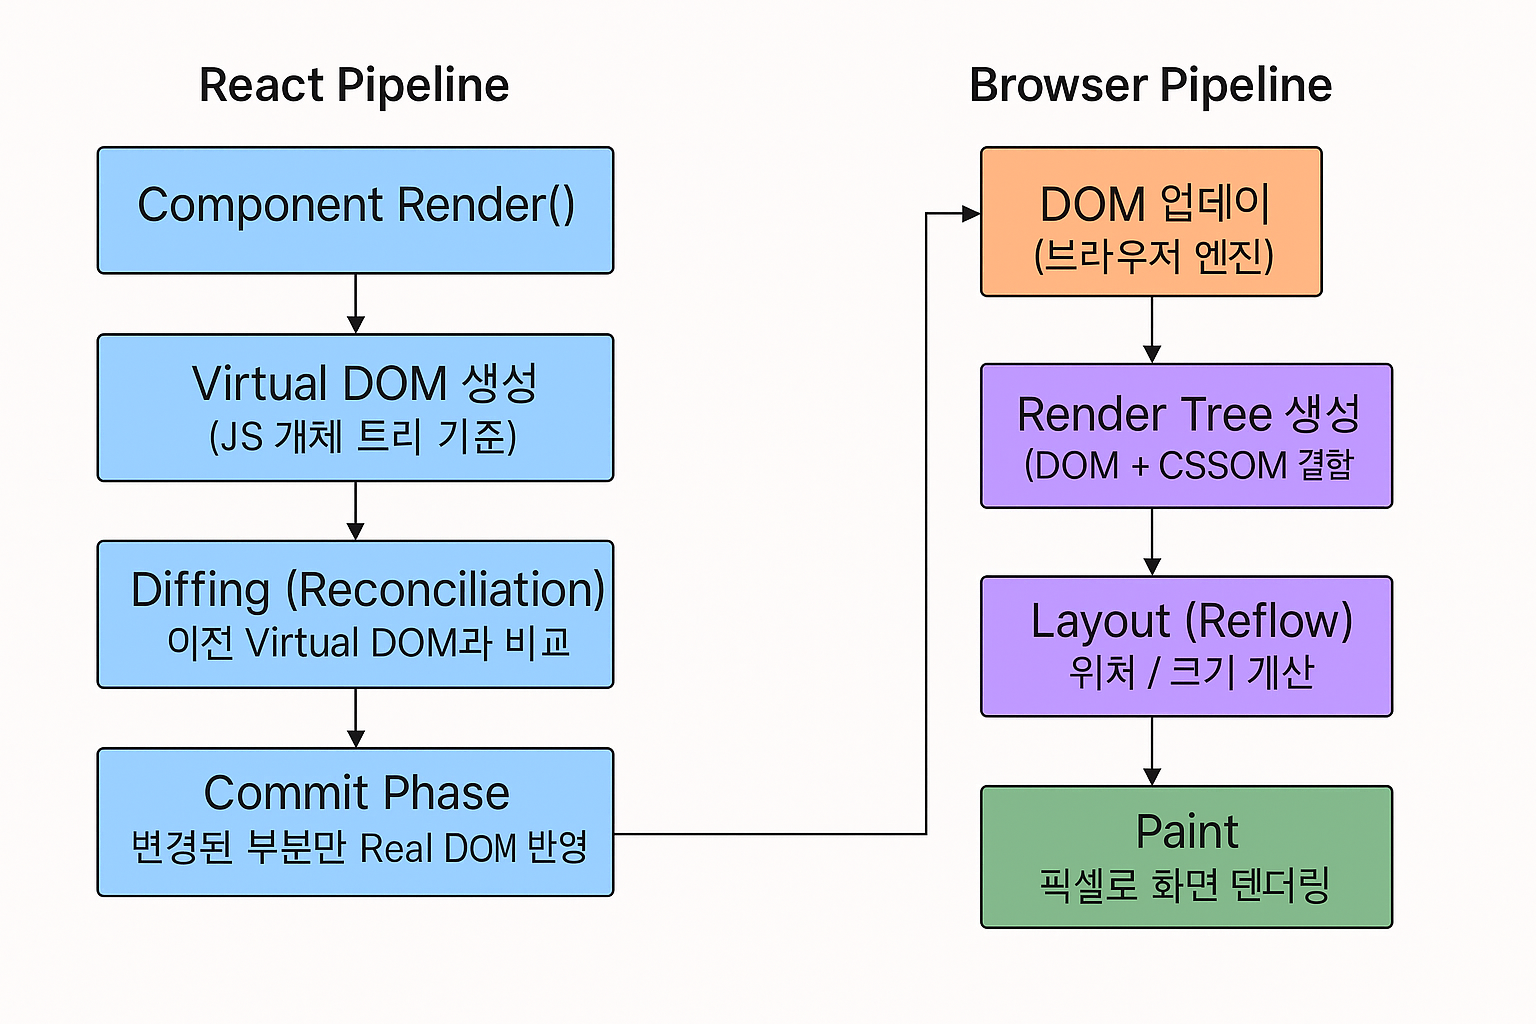 React Pipeline
Component Render()
Virtual DOM 생성
(JS 개체 트리 기준)
Diffing (Reconciliation)
이전 Virtual DOM과 비교
Commit Phase
변경된 부분만 Real DOM 반영
Browser Pipeline
DOM 업데이
(브라우저 엔진)
Render Tree 생성
(DOM + CSSOM 결함
Layout (Reflow)
위처 / 크기 개산
Paint
픽셀로 화면 덴더링